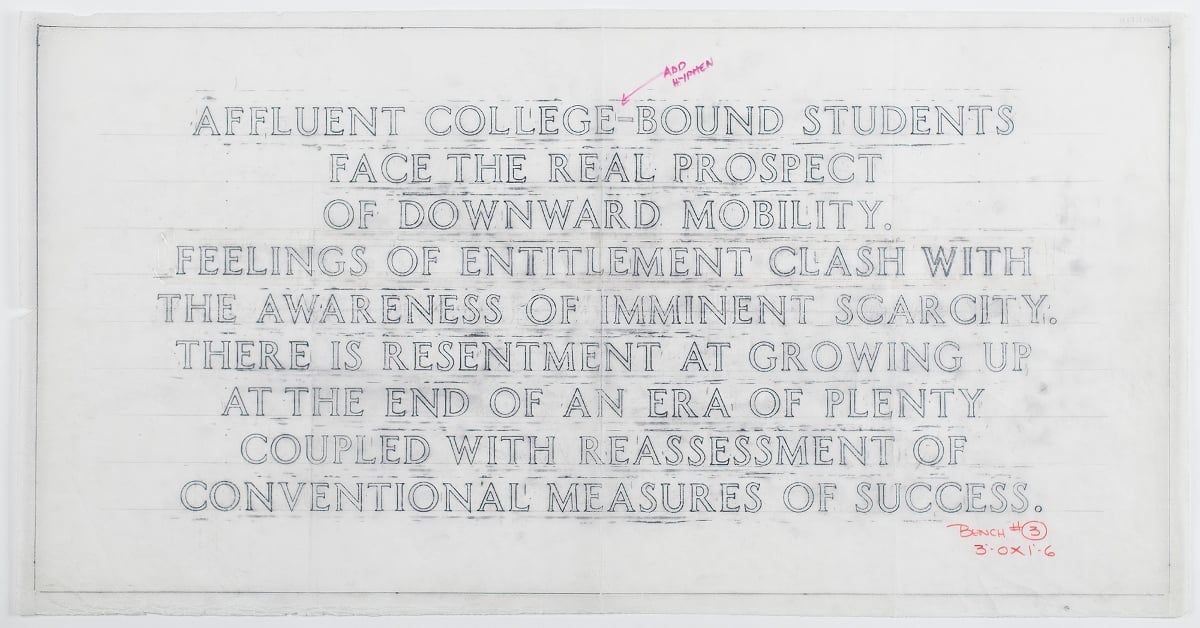 ADD
HYPHEN
AFFLUENT COLLEGE-BOUND STUDENTS
FACE THE REAL PROSPECT
OF DOWNWARD MOBILITY.
FEELINGS OF ENTITLEMENT CLASH WITH
THE AWARENESS OF IMMINENT SCARCITY.
THERE IS RESENTMENT AT GROWING UP
AT THE END OF AN ERA OF PLENTY
COUPLED WITH REASSESSMENT OF
CONVENTIONAL MEASURES OF SUCCESS.
BENCH #3
3'-0 X 1'-6